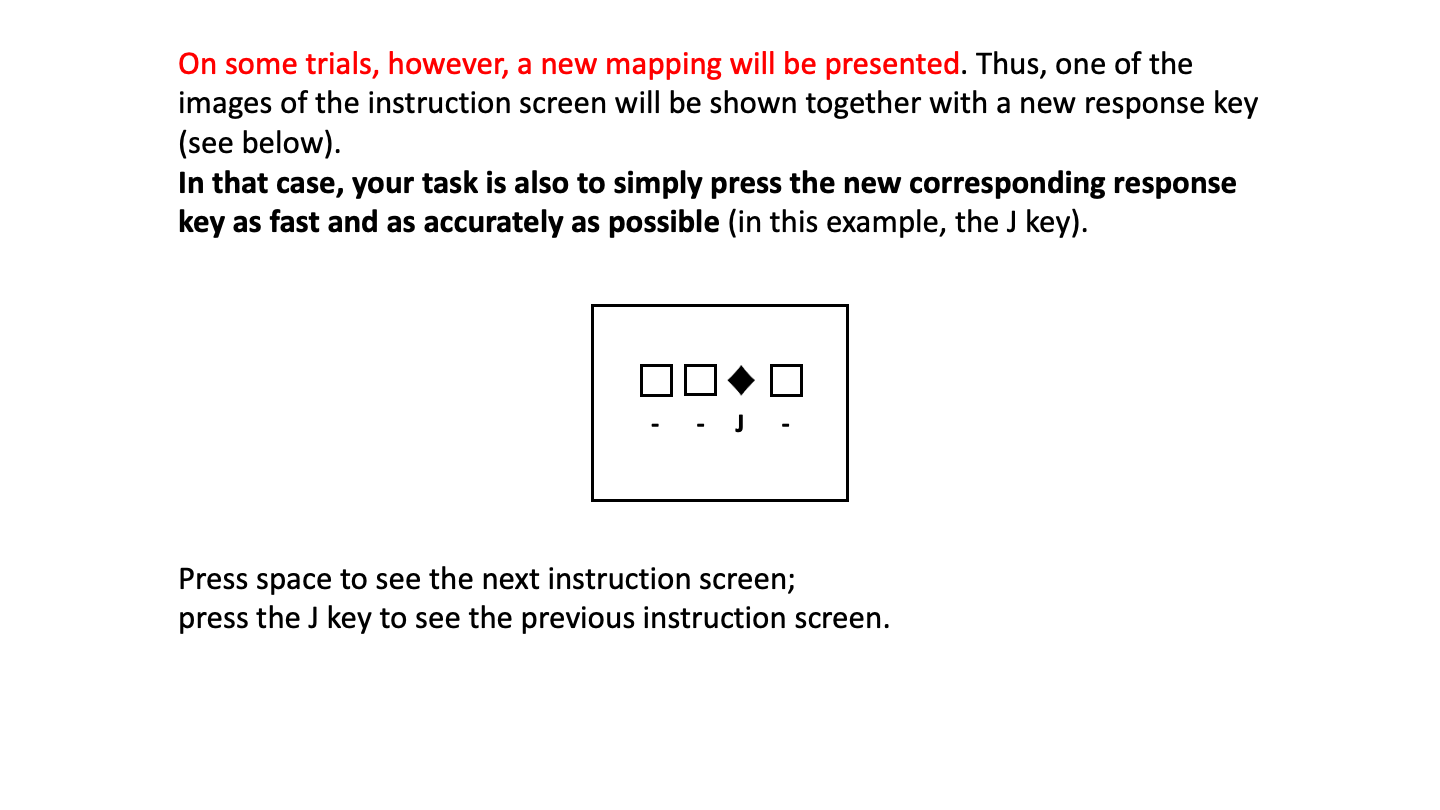 On some trials, however, a new mapping will be presented. Thus, one of the
images of the instruction screen will be shown together with a new response key
(see below).
In that case, your task is also to simply press the new corresponding response
key as fast and as accurately as possible (in this example, the J key).
- - J -
Press space to see the next instruction screen;
press the J key to see the previous instruction screen.